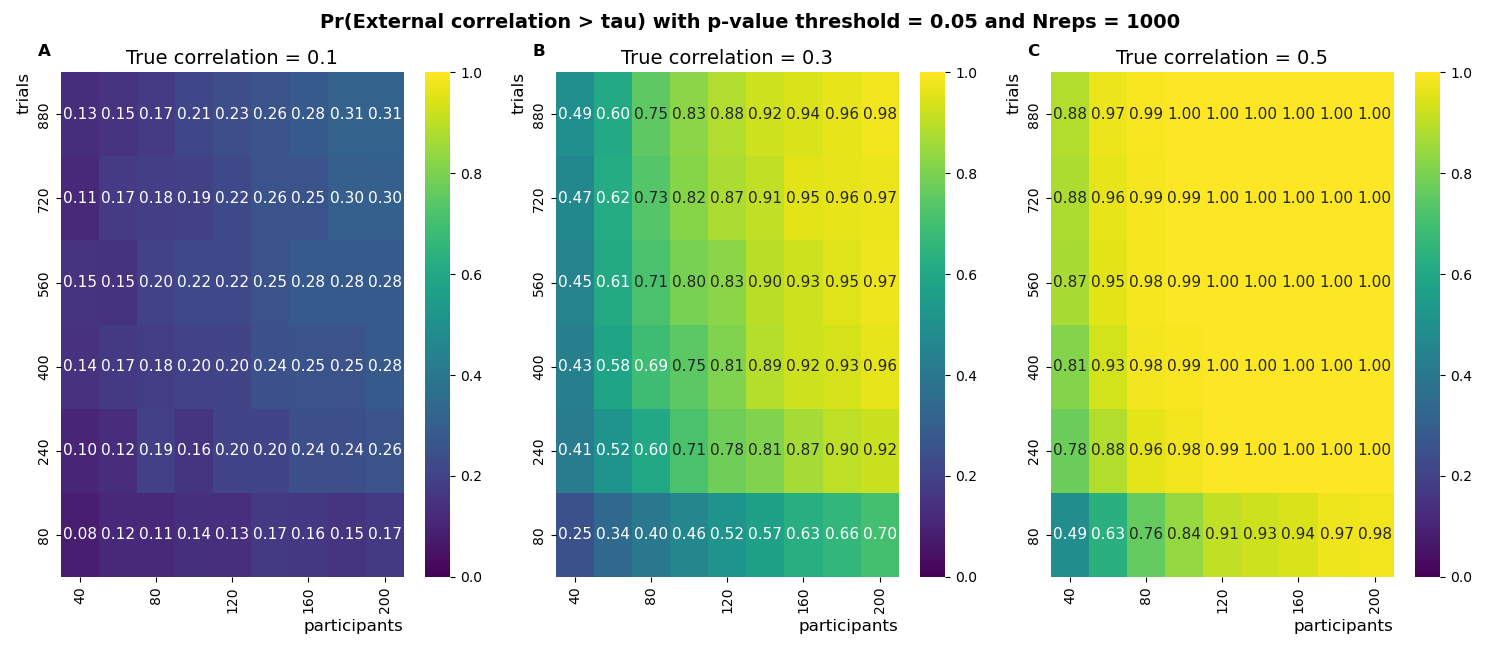 Pr(External correlation > tau) with p-value threshold = 0.05 and Nreps = 1000
A
True correlation = 0.1
trials
880
0.13 0.15 0.17 0.21 0.23 0.26 0.28 0.31 0.31
720
0.11 0.17 0.18 0.19 0.22 0.26 0.25 0.30 0.30
560
0.15 0.15 0.20 0.22 0.22 0.25 0.28 0.28 0.28
400
0.14 0.17 0.18 0.20 0.20 0.24 0.25 0.25 0.28
240
0.10 0.12 0.19 0.16 0.20 0.20 0.24 0.24 0.26
80
0.08 0.12 0.11 0.14 0.13 0.17 0.16 0.15 0.17
40 80 120 160 200
participants
1.0
0.8
0.6
0.4
0.2
0.0
B
True correlation = 0.3
trials
880
0.49 0.60 0.75 0.83 0.88 0.92 0.94 0.96 0.98
720
0.47 0.62 0.73 0.82 0.87 0.91 0.95 0.96 0.97
560
0.45 0.61 0.71 0.80 0.83 0.90 0.93 0.95 0.97
400
0.43 0.58 0.69 0.75 0.81 0.89 0.92 0.93 0.96
240
0.41 0.52 0.60 0.71 0.78 0.81 0.87 0.90 0.92
80
0.25 0.34 0.40 0.46 0.52 0.57 0.63 0.66 0.70
40 80 120 160 200
participants
1.0
0.8
0.6
0.4
0.2
0.0
C
True correlation = 0.5
trials
880
0.88 0.97 0.99 1.00 1.00 1.00 1.00 1.00 1.00
720
0.88 0.96 0.99 0.99 1.00 1.00 1.00 1.00 1.00
560
0.87 0.95 0.98 0.99 1.00 1.00 1.00 1.00 1.00
400
0.81 0.93 0.98 0.99 1.00 1.00 1.00 1.00 1.00
240
0.78 0.88 0.96 0.98 0.99 1.00 1.00 1.00 1.00
80
0.49 0.63 0.76 0.84 0.91 0.93 0.94 0.97 0.98
40 80 120 160 200
participants
1.0
0.8
0.6
0.4
0.2
0.0